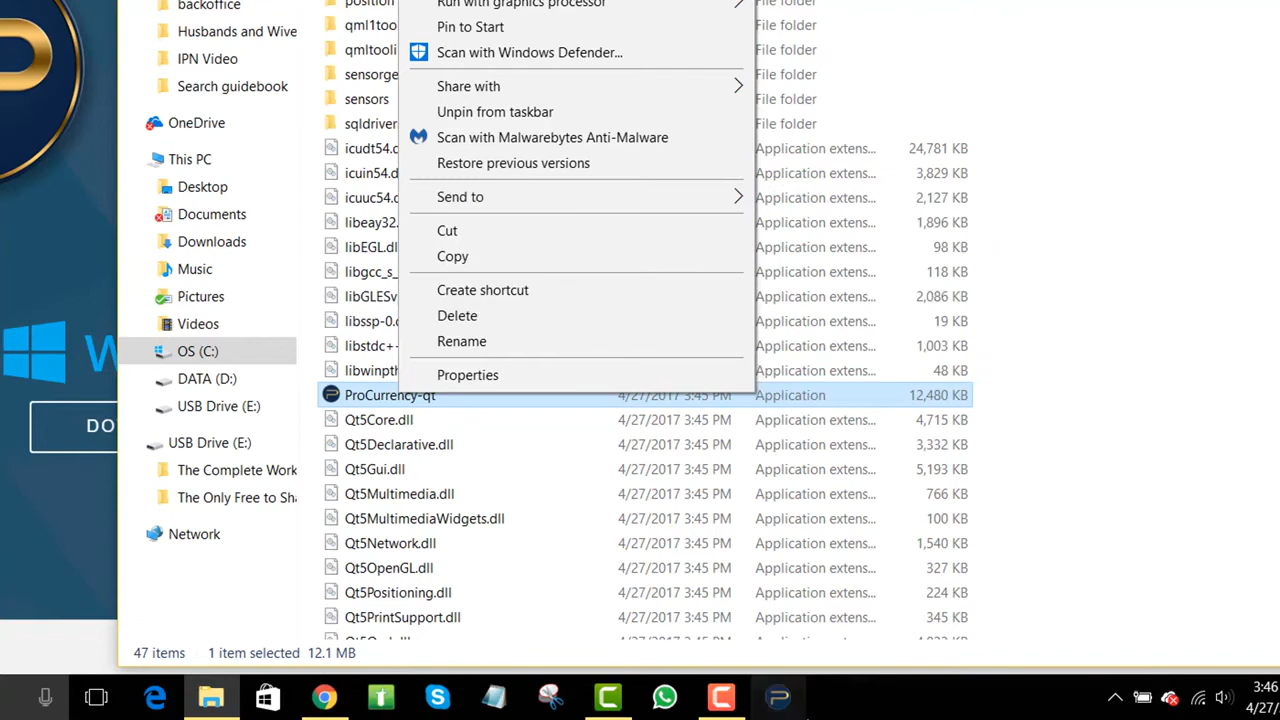 backoffice
Husbands and Wive
IPN Video
Search guidebook
OneDrive
This PC
Desktop
Documents
Downloads
Music
Pictures
Videos
OS (C:)
DATA (D:)
USB Drive (E:)
USB Drive (E:)
The Complete Work
The Only Free to Sha
Network
W
DO
position
qml1too
qmltooli
sensorge
sensors
sqldriver
icudt54.d
icuin54.d
icuuc54.d
libeay32.
libEGL.dl
libgcc_s_
libGLESv
libssp-0.d
libstdc+-
libwinpth
Run with graphics processor
Pin to Start
Scan with Windows Defender...
Share with
Unpin from taskbar
Scan with Malwarebytes Anti-Malware
Restore previous versions
Send to
Cut
Copy
Create shortcut
Delete
Rename
Properties
File folder
File folder
File folder
File folder
File folder
File folder
Application extens... 24,781 KB
Application extens... 3,829 KB
Application extens... 2,127 KB
Application extens... 1,896 KB
Application extens... 98 KB
Application extens... 118 KB
Application extens... 2,086 KB
Application extens... 19 KB
Application extens... 1,003 KB
Application extens... 48 KB
ProCurrency-qt 4/27/2017 3:45 PM Application 12,480 KB
Qt5Core.dll 4/27/2017 3:45 PM Application extens... 4,715 KB
Qt5Declarative.dll 4/27/2017 3:45 PM Application extens... 3,332 KB
Qt5Gui.dll 4/27/2017 3:45 PM Application extens... 5,193 KB
Qt5Multimedia.dll 4/27/2017 3:45 PM Application extens... 766 KB
Qt5MultimediaWidgets.dll 4/27/2017 3:45 PM Application extens... 100 KB
Qt5Network.dll 4/27/2017 3:45 PM Application extens... 1,540 KB
Qt5OpenGL.dll 4/27/2017 3:45 PM Application extens... 327 KB
Qt5Positioning.dll 4/27/2017 3:45 PM Application extens... 224 KB
Qt5PrintSupport.dll 4/27/2017 3:45 PM Application extens... 345 KB
47 items 1 item selected 12.1 MB
3:46
4/27/